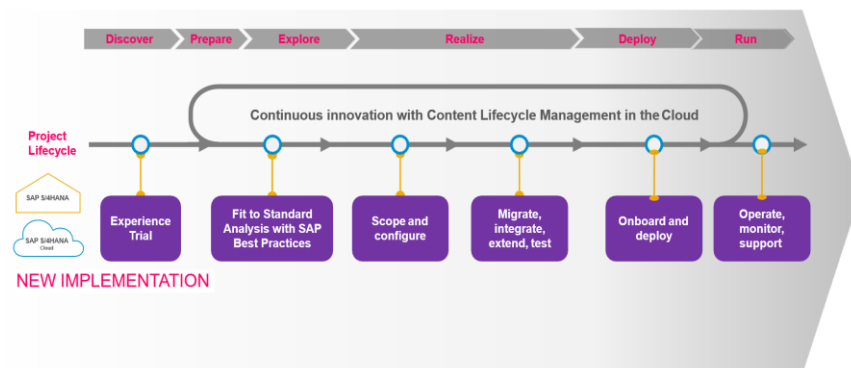 Discover Prepare Explore Realize Deploy Run
Continuous innovation with Content Lifecycle Management in the Cloud
Project
Lifecycle
SAP S/4HANA
SAP S/4HANA
Cloud
Experience
Trial
Fit to Standard
Analysis with SAP
Best Practices
Scope and
configure
Migrate,
integrate,
extend, test
Onboard and
deploy
Operate,
monitor,
support
NEW IMPLEMENTATION